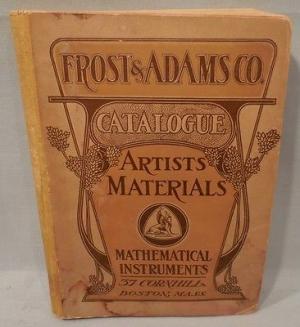 FROST & ADAMS CO.
CATALOGUE
ARTISTS
MATERIALS
MATHEMATICAL
INSTRUMENTS
37 CORNHILL
BOSTON, MASS.